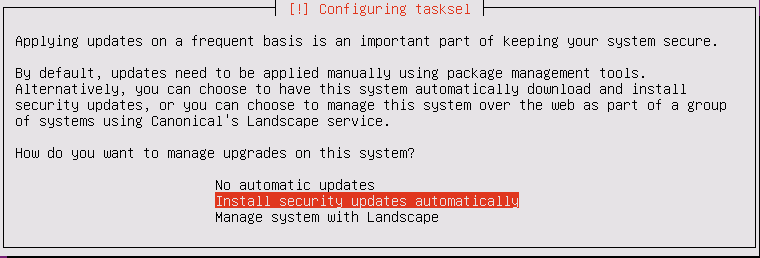 [!] Configuring tasksel
Applying updates on a frequent basis is an important part of keeping your system secure.
By default, updates need to be applied manually using package management tools.
Alternatively, you can choose to have this system automatically download and install
security updates, or you can choose to manage this system over the web as part of a group
of systems using Canonical's Landscape service.
How do you want to manage upgrades on this system?
No automatic updates
Install security updates automatically
Manage system with Landscape